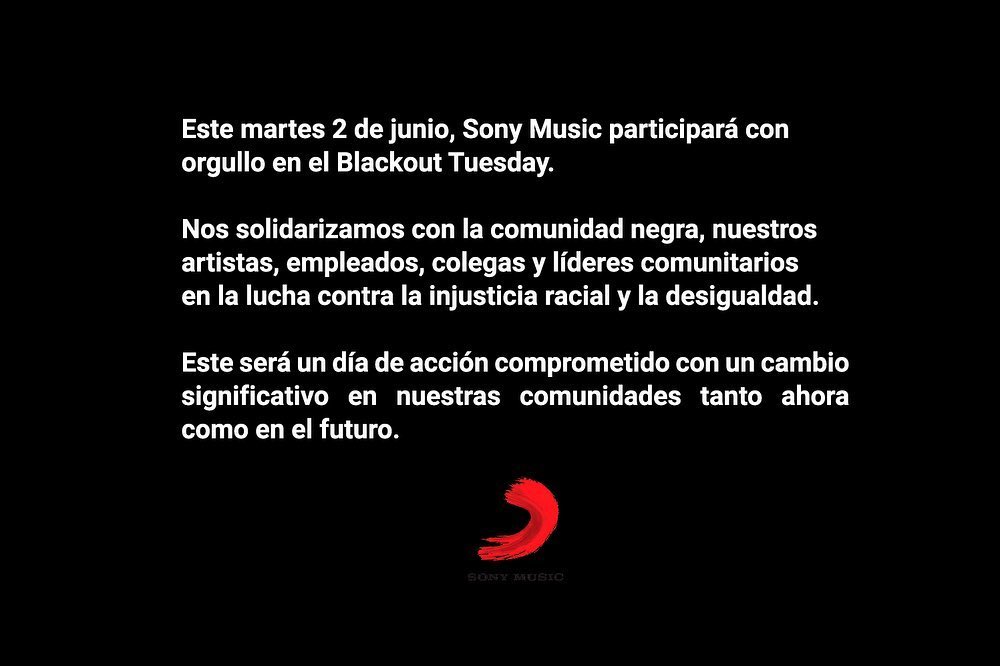 Este martes 2 de junio, Sony Music participará con
orgullo en el Blackout Tuesday.
Nos solidarizamos con la comunidad negra, nuestros
artistas, empleados, colegas y líderes comunitarios
en la lucha contra la injusticia racial y la desigualdad.
Este será un día de acción comprometido con un cambio
significativo en nuestras comunidades tanto ahora
como en el futuro.
SONY MUSIC